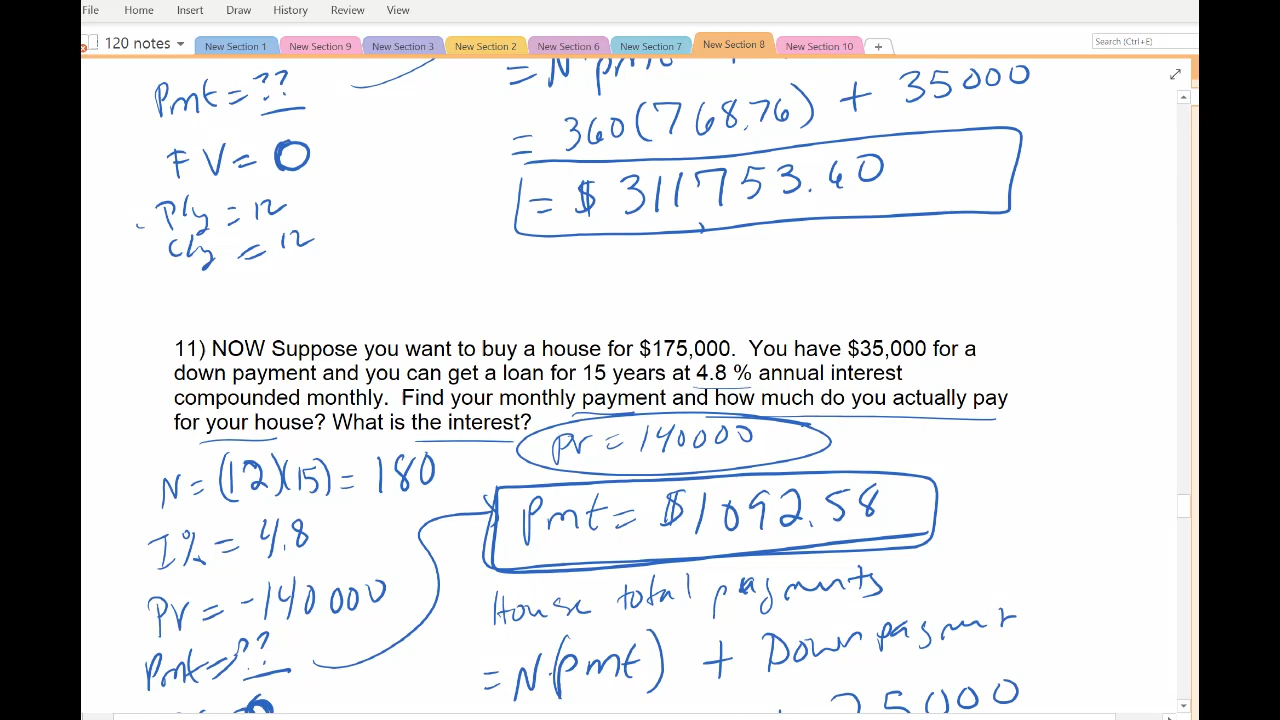 File Home Insert Draw History Review View
120 notes New Section 1 New Section 9 New Section 3 New Section 2 New Section 6 New Section 7 New Section 8 New Section 10 + Search (Ctrl+E)
Pmt = ??
= N pmt
FV = 0
= 360(768.76) + 35000
P/y = 12
= $ 311753.60
C/y = 12
11) NOW Suppose you want to buy a house for $175,000. You have $35,000 for a
down payment and you can get a loan for 15 years at 4.8 % annual interest
compounded monthly. Find your monthly payment and how much do you actually pay
for your house? What is the interest?
PV = 140000
N = (12)(15) = 180
Pmt = $1092.58
I% = 4.8
PV = -140000
House total payments
Pmt = ??
= N·(pmt) + Down payment